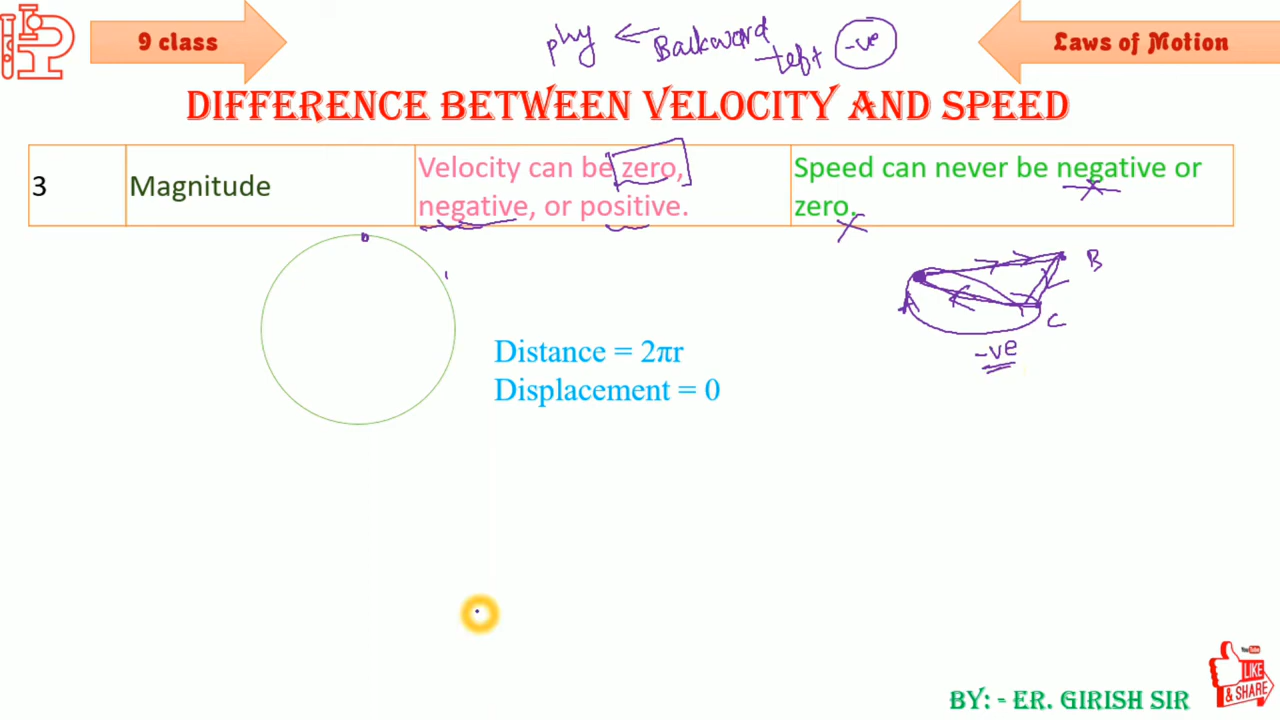 9 class
phy ← Backward
left -ve
Laws of Motion
DIFFERENCE BETWEEN VELOCITY AND SPEED
3
Magnitude
Velocity can be zero,
negative, or positive.
Speed can never be negative or
zero.
B
A
C
-ve
Distance = 2πr
Displacement = 0
YouTube
LIKE
& SHARE
BY: - ER. GIRISH SIR